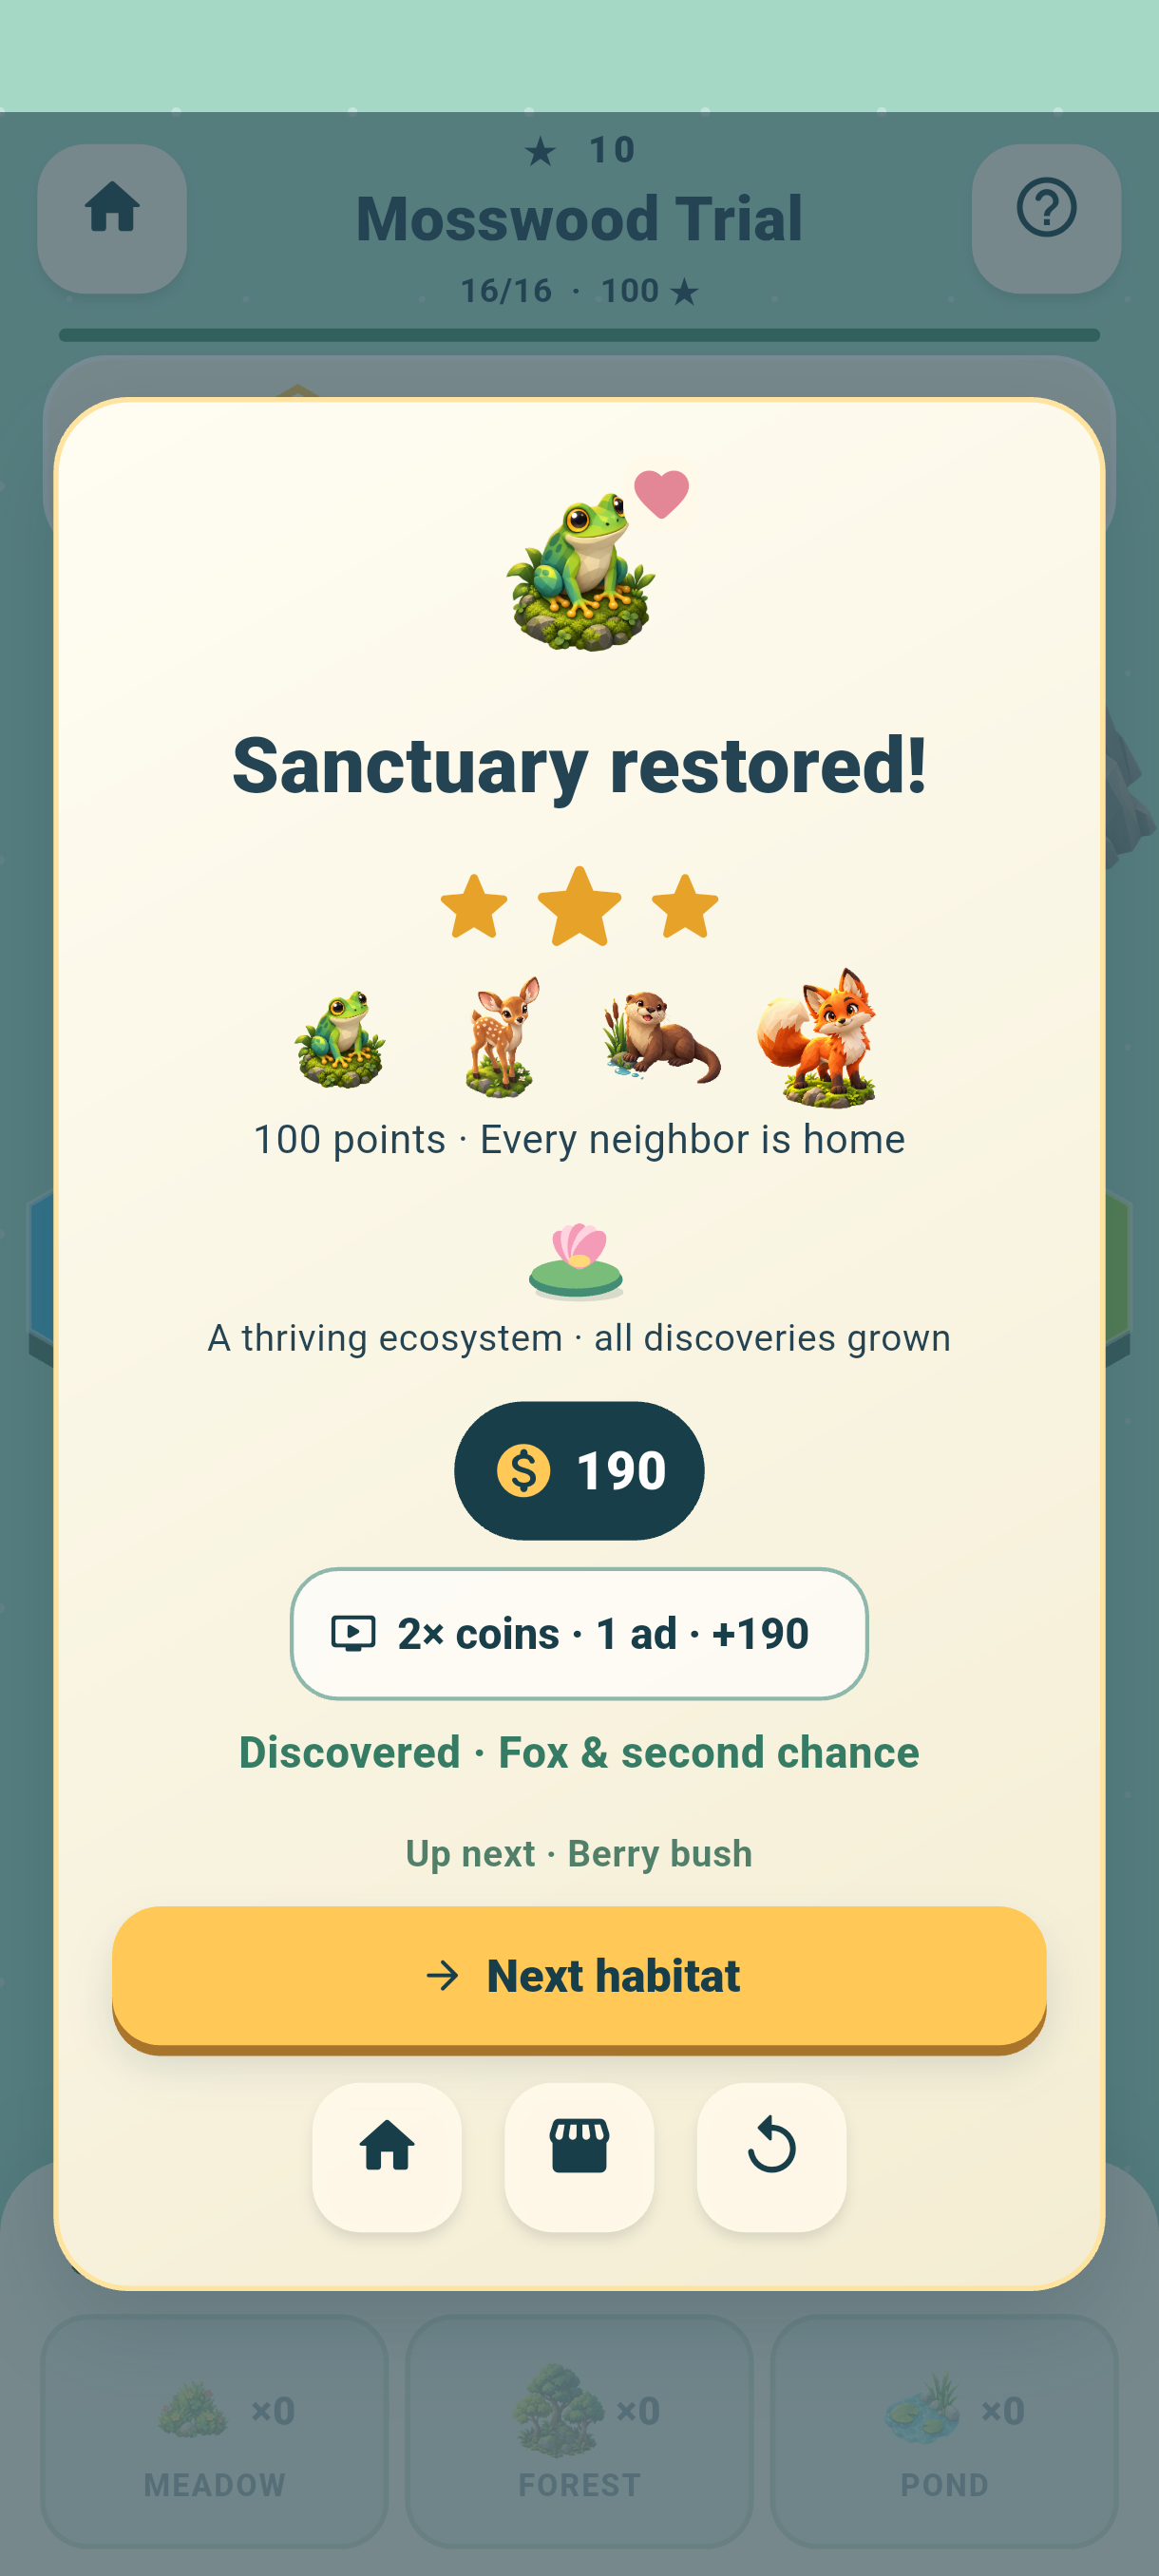 ★ 10
Mosswood Trial
16/16 · 100 ★
Sanctuary restored!
100 points · Every neighbor is home
A thriving ecosystem · all discoveries grown
190
2× coins · 1 ad · +190
Discovered · Fox & second chance
Up next · Berry bush
→ Next habitat
×0 ×0 ×0
MEADOW FOREST POND